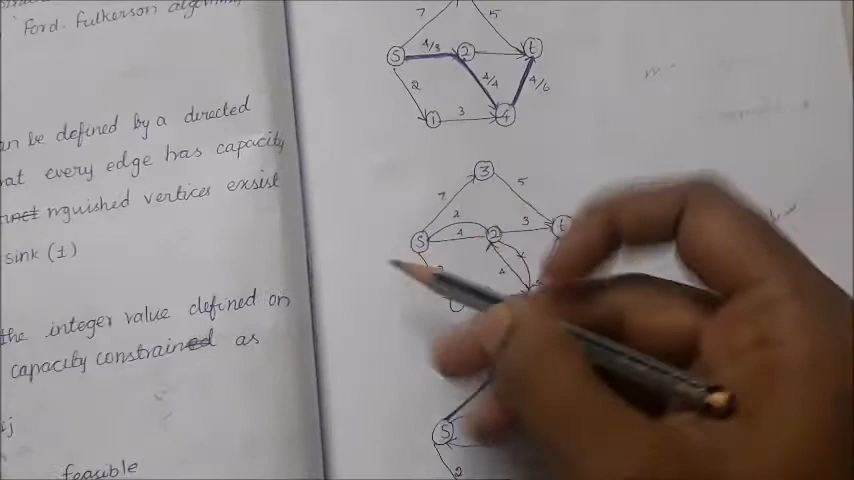 Ford-Fulkerson algorithm
an be defined by a directed
at every edge has capacity
nguished vertices exsist
sink (t)
the integer value defined on
capacity constrained as
ij
feasible
7 5
S 4/8 2 t
2 4/4 4/6
1 3 4
3
7 5
2
S 4 2 3 t
4
S
2